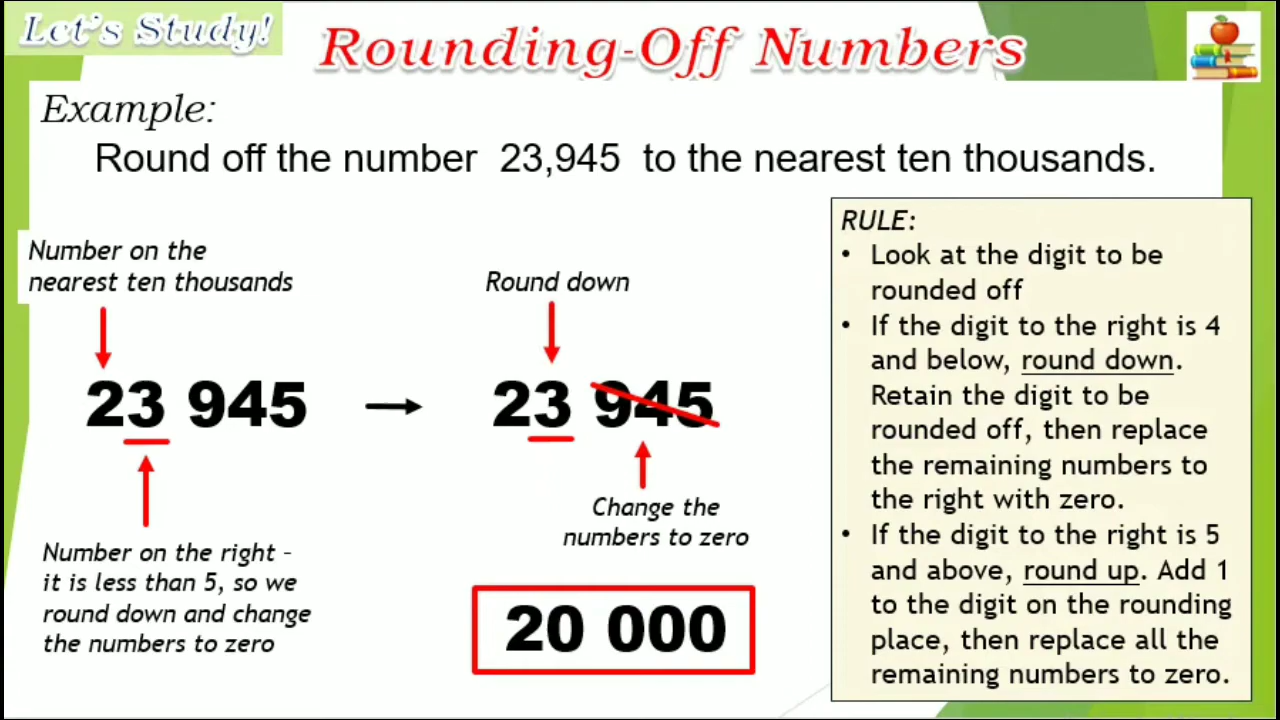 Let's Study!
Rounding-Off Numbers
Example:
Round off the number 23,945 to the nearest ten thousands.
Number on the
nearest ten thousands
23 945
Number on the right –
it is less than 5, so we
round down and change
the numbers to zero
Round down
23 945
Change the
numbers to zero
20 000
RULE:
• Look at the digit to be
rounded off
• If the digit to the right is 4
and below, round down.
Retain the digit to be
rounded off, then replace
the remaining numbers to
the right with zero.
• If the digit to the right is 5
and above, round up. Add 1
to the digit on the rounding
place, then replace all the
remaining numbers to zero.